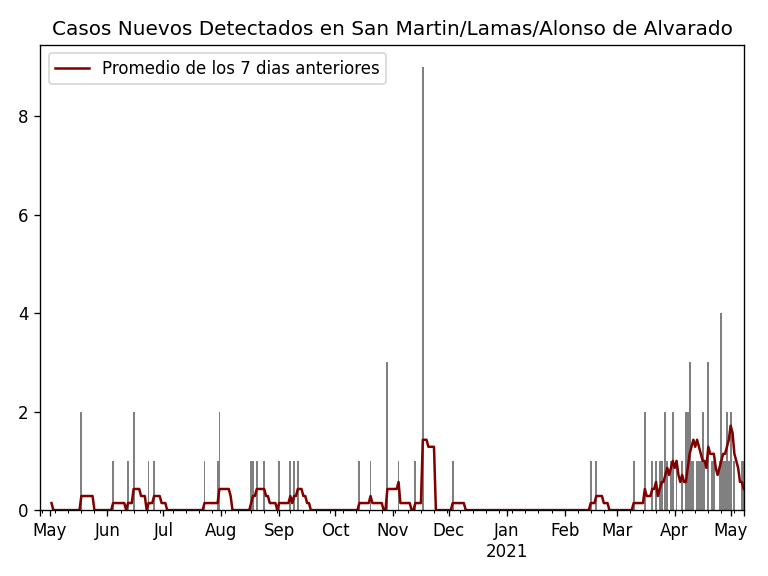 Casos Nuevos Detectados en San Martin/Lamas/Alonso de Alvarado
Promedio de los 7 dias anteriores
8
6
4
2
0
May Jun Jul Aug Sep Oct Nov Dec Jan Feb Mar Apr May
2021